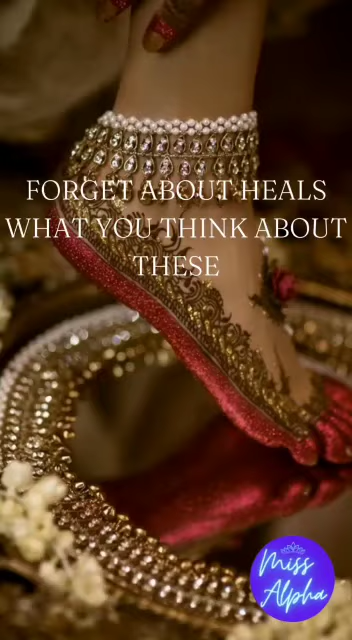 FORGET ABOUT HEALS
WHAT YOU THINK ABOUT
THESE
Miss
Alpha